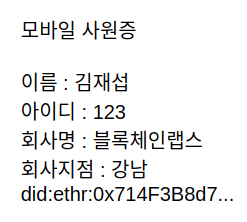 모바일 사원증
이름 : 김재섭
아이디 : 123
회사명 : 블록체인랩스
회사지점 : 강남
did:ethr:0x714F3B8d7...